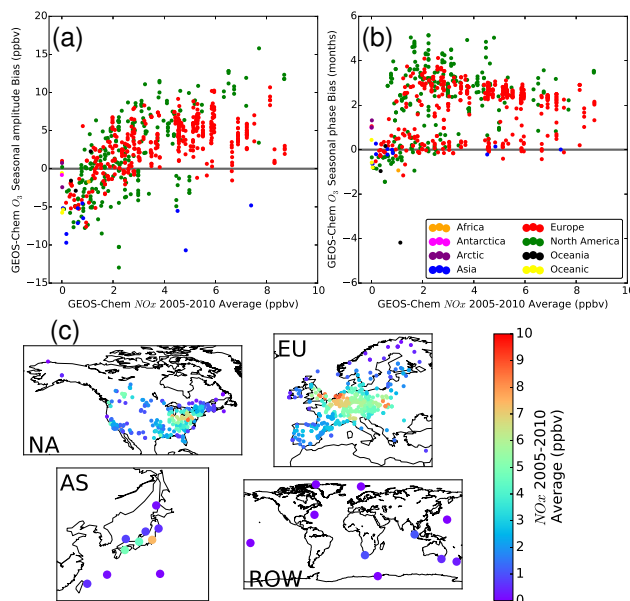 (a)
(b)
GEOS-Chem O3 Seasonal amplitude Bias (ppbv)
20
15
10
5
0
−5
−10
−15
0 2 4 6 8 10
GEOS-Chem NOx 2005-2010 Average (ppbv)
GEOS-Chem O3 Seasonal phase Bias (months)
6
4
2
0
−2
−4
−6
0 2 4 6 8 10
GEOS-Chem NOx 2005-2010 Average (ppbv)
Africa
Antarctica
Arctic
Asia
Europe
North America
Oceania
Oceanic
(c)
NA
EU
AS
ROW
10
9
8
7
6
5
4
3
2
1
0
NOx 2005-2010
Average (ppbv)